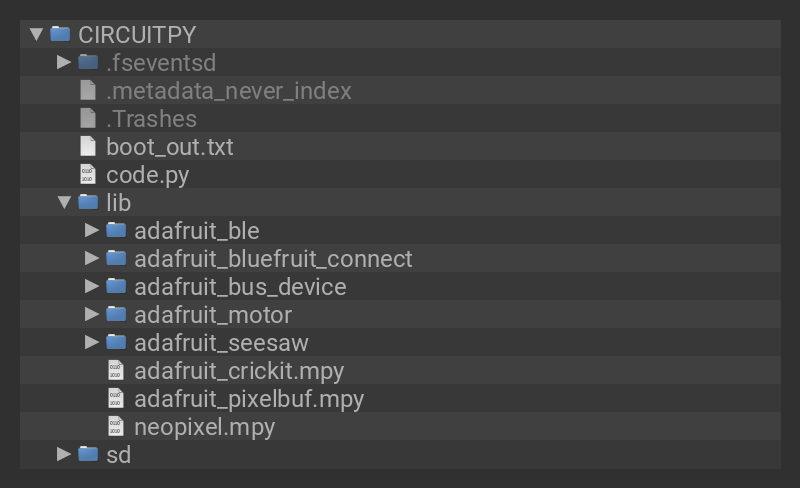 CIRCUITPY
.fseventsd
.metadata_never_index
.Trashes
boot_out.txt
code.py
lib
adafruit_ble
adafruit_bluefruit_connect
adafruit_bus_device
adafruit_motor
adafruit_seesaw
adafruit_crickit.mpy
adafruit_pixelbuf.mpy
neopixel.mpy
sd